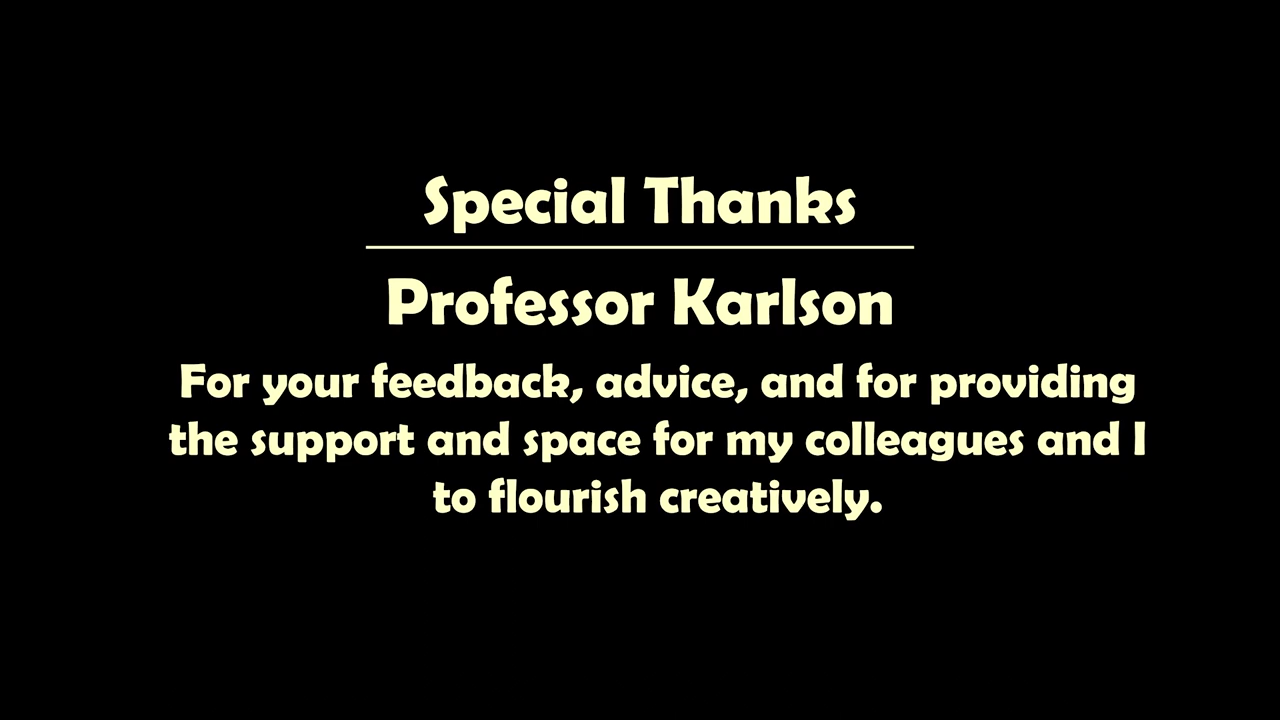 Special Thanks
Professor Karlson
For your feedback, advice, and for providing
the support and space for my colleagues and I
to flourish creatively.